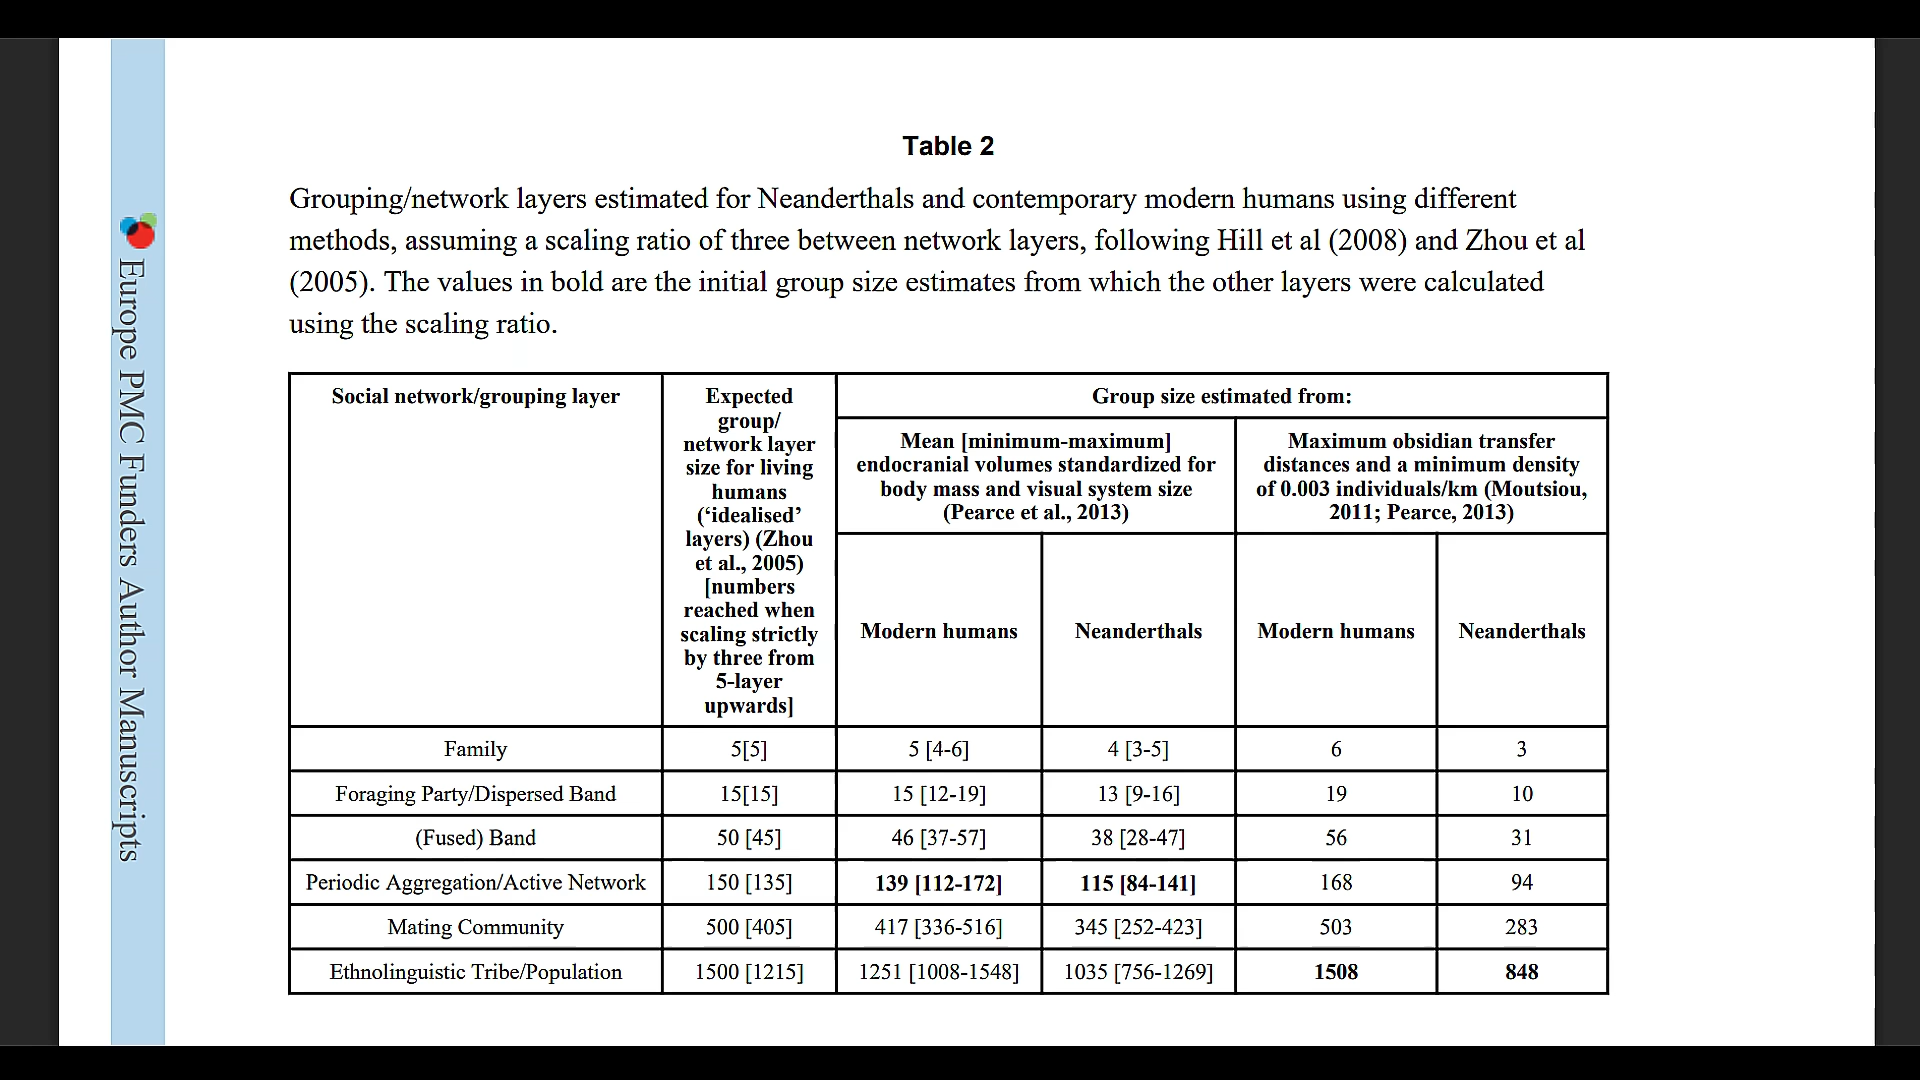 Europe PMC Funders Author Manuscripts
Table 2
Grouping/network layers estimated for Neanderthals and contemporary modern humans using different
methods, assuming a scaling ratio of three between network layers, following Hill et al (2008) and Zhou et al
(2005). The values in bold are the initial group size estimates from which the other layers were calculated
using the scaling ratio.
Social network/grouping layer
Expected
group/
network layer
size for living
humans
(‘idealised’
layers) (Zhou
et al., 2005)
[numbers
reached when
scaling strictly
by three from
5-layer
upwards]
Group size estimated from:
Mean [minimum-maximum]
endocranial volumes standardized for
body mass and visual system size
(Pearce et al., 2013)
Maximum obsidian transfer
distances and a minimum density
of 0.003 individuals/km (Moutsiou,
2011; Pearce, 2013)
Modern humans Neanderthals Modern humans Neanderthals
Family 5[5] 5 [4-6] 4 [3-5] 6 3
Foraging Party/Dispersed Band 15[15] 15 [12-19] 13 [9-16] 19 10
(Fused) Band 50 [45] 46 [37-57] 38 [28-47] 56 31
Periodic Aggregation/Active Network 150 [135] 139 [112-172] 115 [84-141] 168 94
Mating Community 500 [405] 417 [336-516] 345 [252-423] 503 283
Ethnolinguistic Tribe/Population 1500 [1215] 1251 [1008-1548] 1035 [756-1269] 1508 848